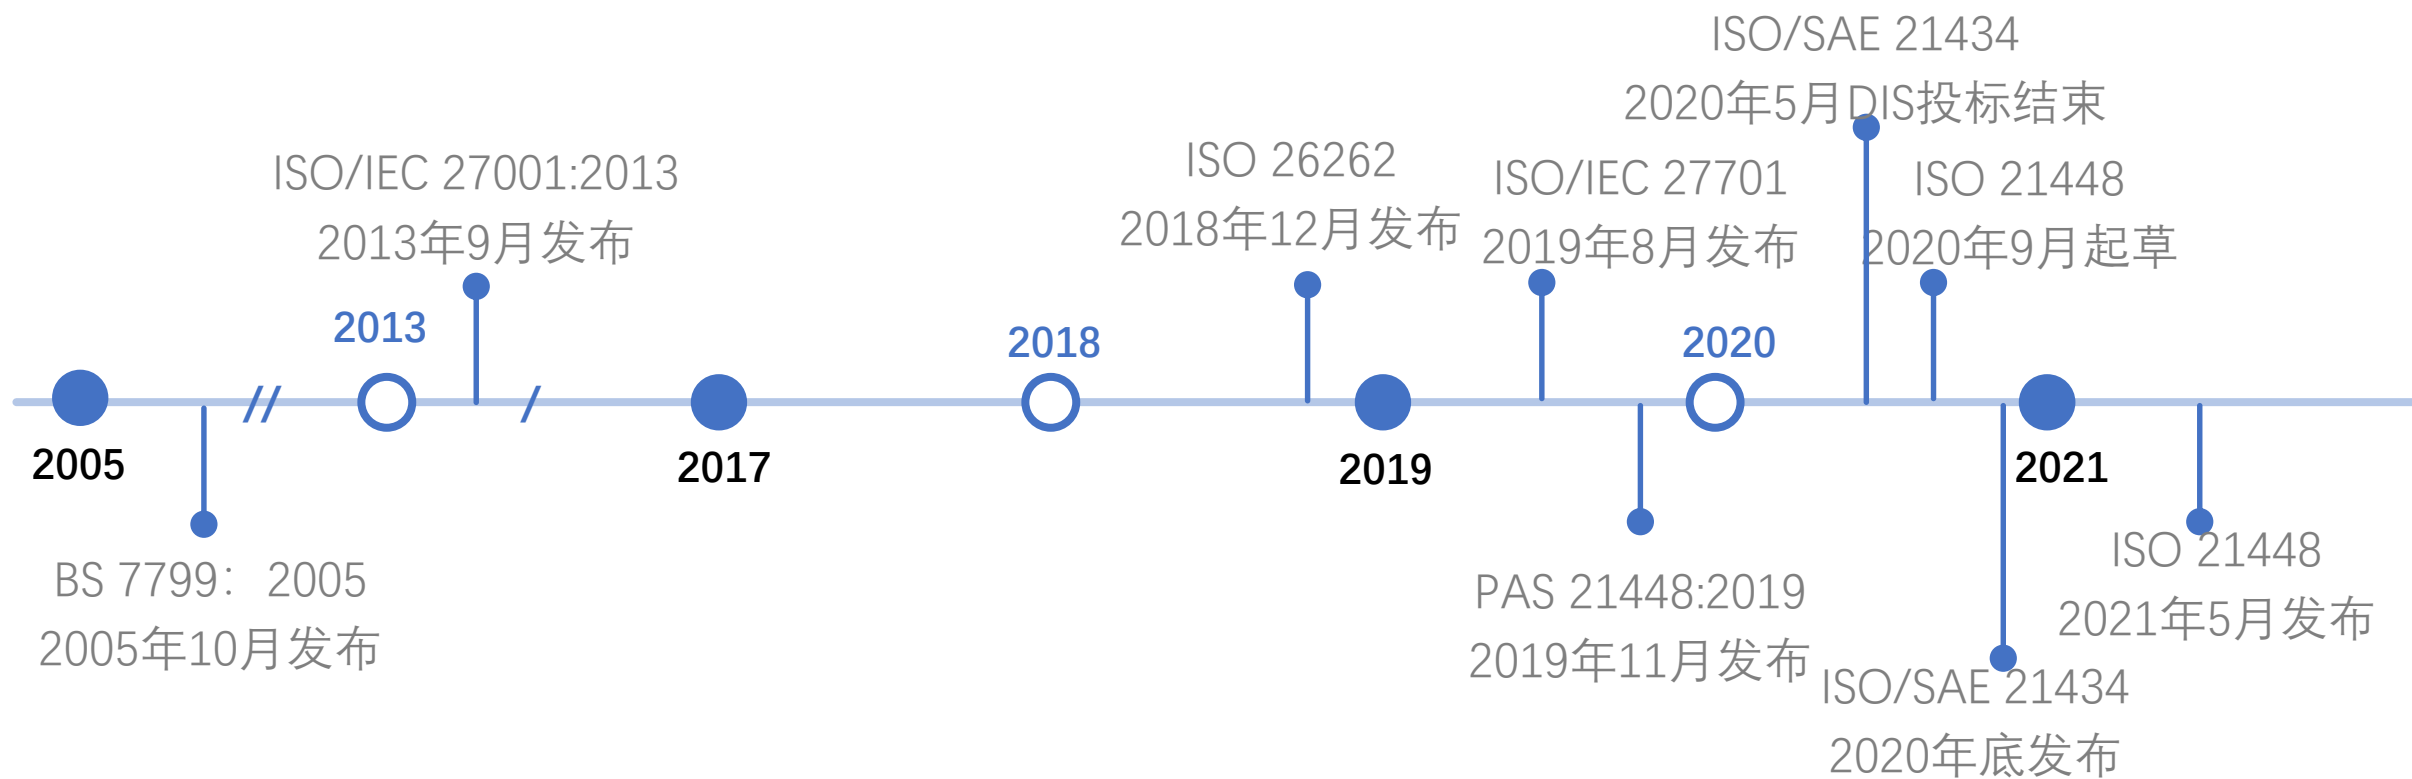 ISO/SAE 21434
2020年5月DIS投标结束
ISO/IEC 27001:2013
2013年9月发布
ISO 26262
2018年12月发布
ISO/IEC 27701
2019年8月发布
ISO 21448
2020年9月起草
2013
2018
2020
2005
2017
2019
2021
BS 7799： 2005
2005年10月发布
PAS 21448:2019
2019年11月发布
ISO 21448
2021年5月发布
ISO/SAE 21434
2020年底发布